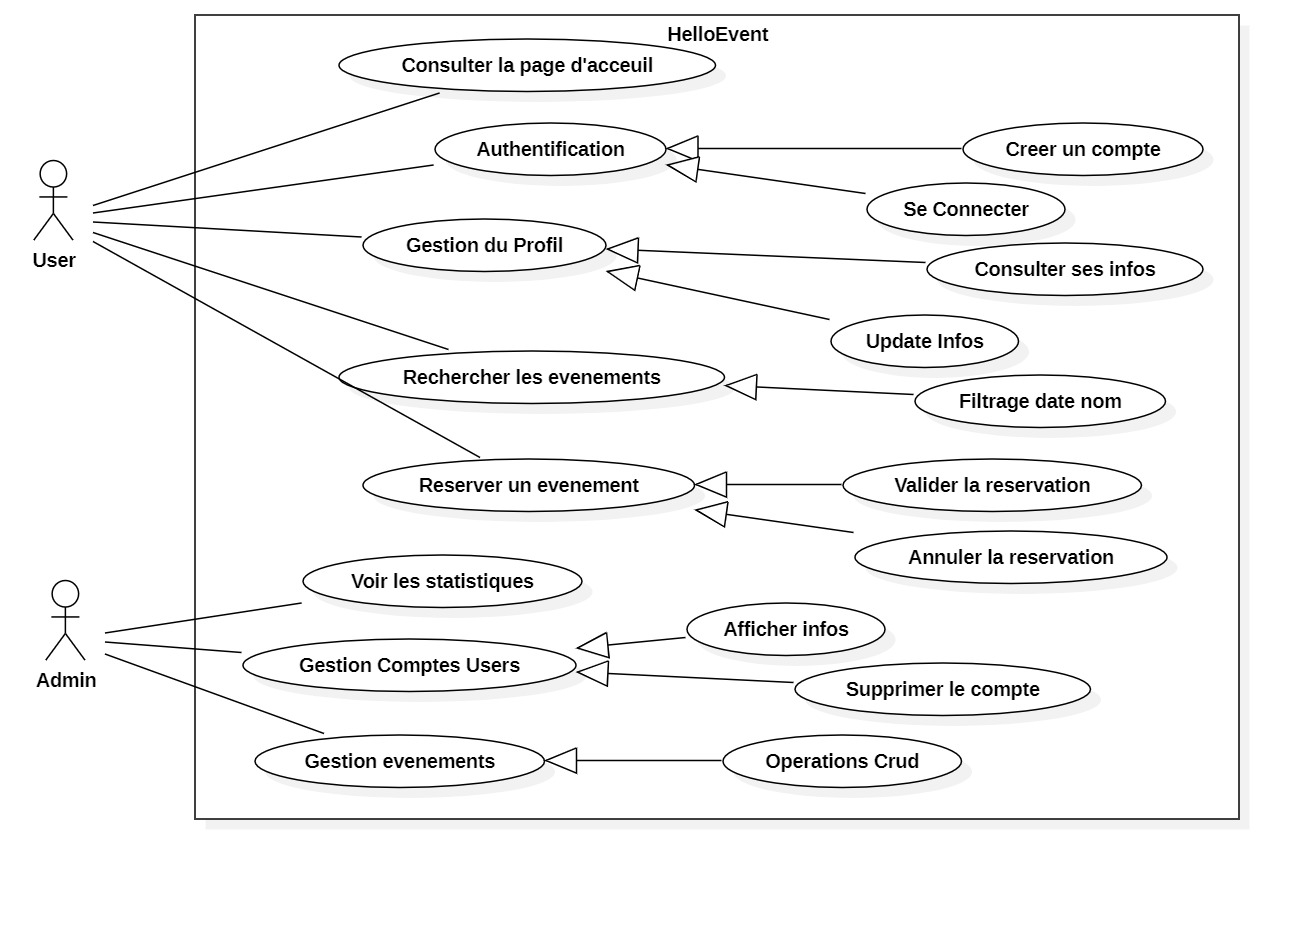 HelloEvent
Consulter la page d'acceuil
Authentification
Creer un compte
Se Connecter
User
Gestion du Profil
Consulter ses infos
Update Infos
Rechercher les evenements
Filtrage date nom
Reserver un evenement
Valider la reservation
Annuler la reservation
Voir les statistiques
Afficher infos
Admin
Gestion Comptes Users
Supprimer le compte
Gestion evenements
Operations Crud